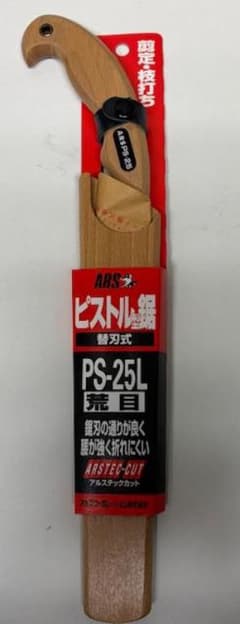 剪定・枝打ち
ARSPS 25
ARS
ピストル型鋸
替刃式
PS-25L
荒目
鋸刃の通りが良く
腰が強く折れにくい
ARSTEC-CUT
アルステックカット